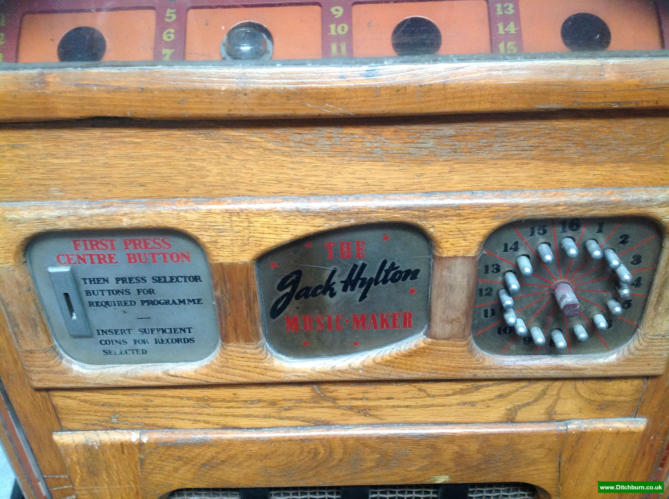 5
6
7
9
10
11
13
14
15
FIRST PRESS
CENTRE BUTTON
THEN PRESS SELECTOR
BUTTONS FOR
REQUIRED PROGRAMME
INSERT SUFFICIENT
COINS FOR RECORDS
SELECTED
THE
Jack Hylton
MUSIC-MAKER
15 16 1
14 2
13 3
12 4
11 5
www.Ditchburn.co.uk